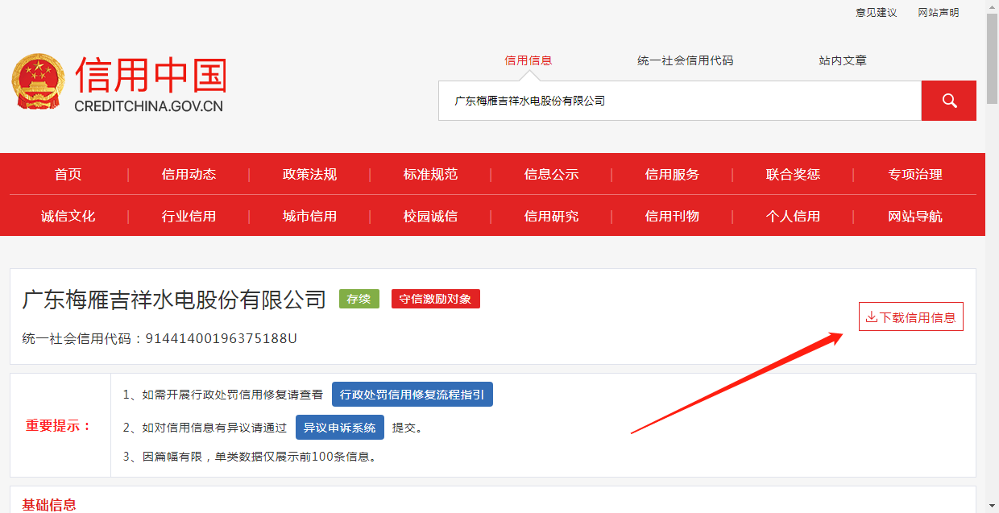 意见建议 网站声明
信用中国
CREDITCHINA.GOV.CN
信用信息 统一社会信用代码 站内文章
广东梅雁吉祥水电股份有限公司
首页 信用动态 政策法规 标准规范 信息公示 信用服务 联合奖惩 专项治理
诚信文化 行业信用 城市信用 校园诚信 信用研究 信用刊物 个人信用 网站导航
广东梅雁吉祥水电股份有限公司 存续 守信激励对象
统一社会信用代码：91441400196375188U
下载信用信息
重要提示：
1、如需开展行政处罚信用修复请查看 行政处罚信用修复流程指引
2、如对信用信息有异议请通过 异议申诉系统 提交。
3、因篇幅有限，单类数据仅展示前100条信息。
基础信息